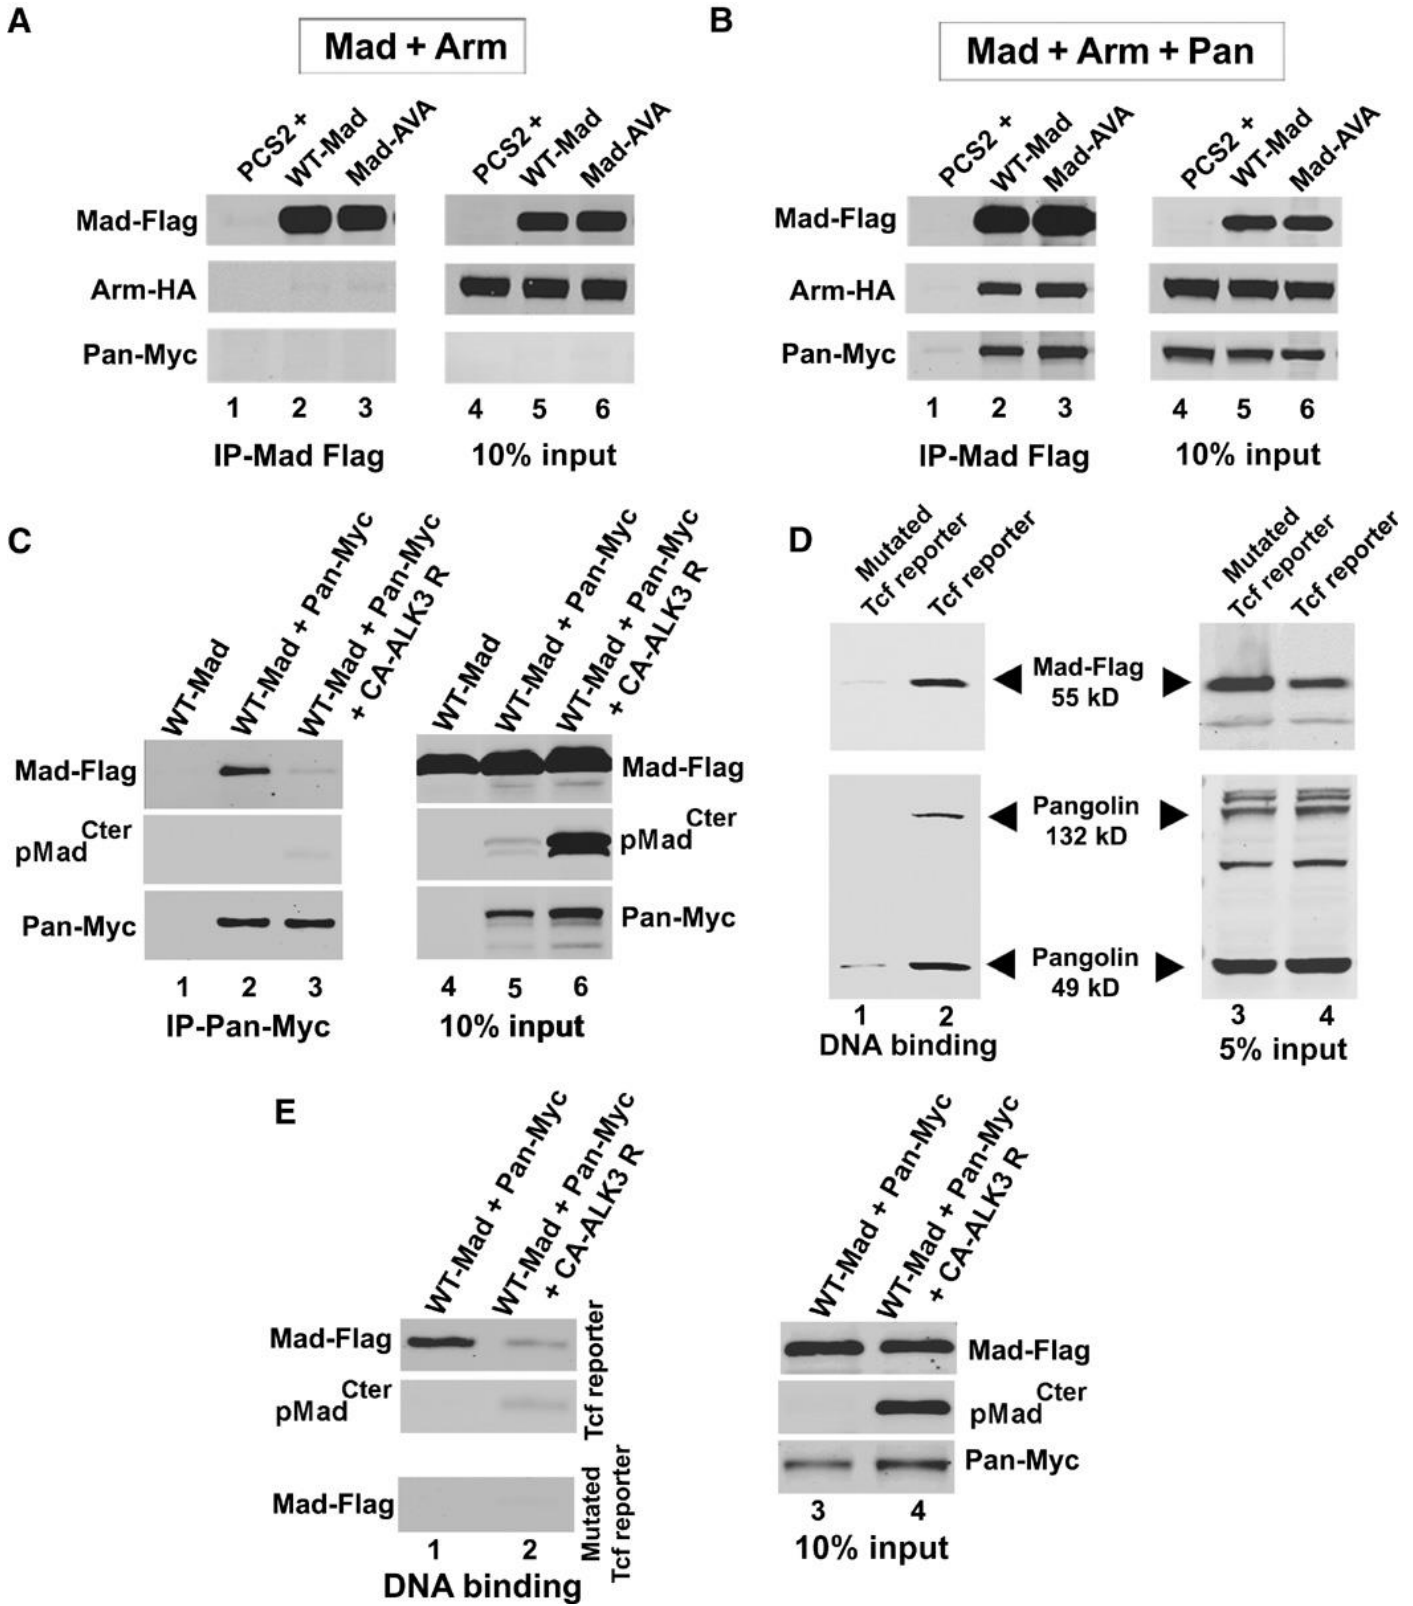 A
Mad + Arm
PCS2 +
WT-Mad
Mad-AVA
PCS2 +
WT-Mad
Mad-AVA
Mad-Flag
Arm-HA
Pan-Myc
1 2 3 4 5 6
IP-Mad Flag
10% input
B
Mad + Arm + Pan
PCS2 +
WT-Mad
Mad-AVA
PCS2 +
WT-Mad
Mad-AVA
Mad-Flag
Arm-HA
Pan-Myc
1 2 3 4 5 6
IP-Mad Flag
10% input
C
WT-Mad
WT-Mad + Pan-Myc
WT-Mad + Pan-Myc
+ CA-ALK3 R
WT-Mad
WT-Mad + Pan-Myc
WT-Mad + Pan-Myc
+ CA-ALK3 R
Mad-Flag
Mad-Flag
pMadCter
pMadCter
Pan-Myc
Pan-Myc
1 2 3 4 5 6
IP-Pan-Myc
10% input
D
Mutated
Tcf reporter
Tcf reporter
Mutated
Tcf reporter
Tcf reporter
Mad-Flag
55 kD
Pangolin
132 kD
Pangolin
49 kD
1 2 3 4
DNA binding
5% input
E
WT-Mad + Pan-Myc
WT-Mad + Pan-Myc
+ CA-ALK3 R
WT-Mad + Pan-Myc
WT-Mad + Pan-Myc
+ CA-ALK3 R
Mad-Flag
pMadCter
Tcf reporter
Mad-Flag
Mutated
Tcf reporter
1 2
DNA binding
Mad-Flag
pMadCter
Pan-Myc
3 4
10% input